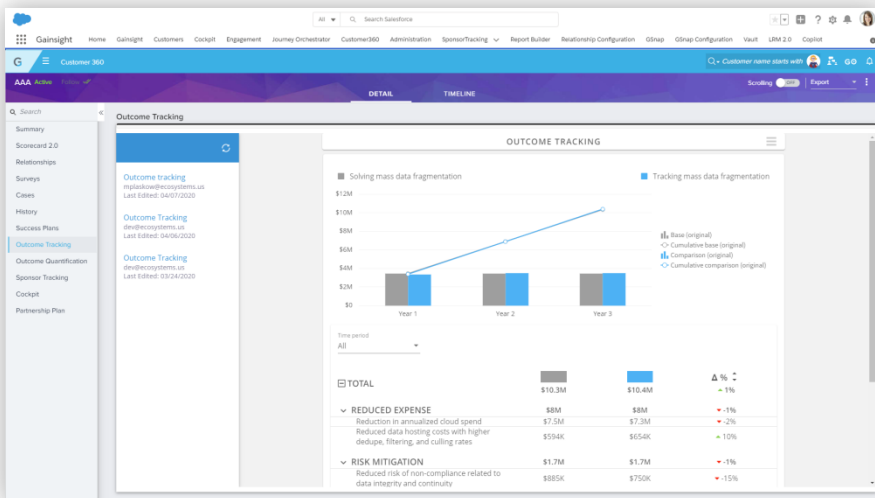 All
Search Salesforce
Gainsight
Home
Gainsight
Customers
Cockpit
Engagement
Journey Orchestrator
Customer360
Administration
SponsorTracking
Report Builder
Relationship Configuration
GSnap
GSnap Configuration
Vault
LRM 2.0
Copilot
G
Customer 360
Customer name starts with
GO
AAA Active Follow
DETAIL
TIMELINE
Scrolling
OFF
Export
Search
Outcome Tracking
Summary
Scorecard 2.0
Relationships
Surveys
Cases
History
Success Plans
Outcome Tracking
Outcome Quantification
Sponsor Tracking
Cockpit
Partnership Plan
Outcome tracking
mplaskow@ecosystems.us
Last Edited: 04/07/2020
Outcome Tracking
dev@ecosystems.us
Last Edited: 04/06/2020
Outcome Tracking
dev@ecosystems.us
Last Edited: 03/24/2020
OUTCOME TRACKING
Solving mass data fragmentation
Tracking mass data fragmentation
$12M
$10M
$8M
$6M
$4M
$2M
$0
Year 1
Year 2
Year 3
Base (original)
Cumulative base (original)
Comparison (original)
Cumulative comparison (original)
Time period
All
Δ %
TOTAL
$10.3M $10.4M 1%
REDUCED EXPENSE $8M $8M -1%
Reduction in annualized cloud spend $7.5M $7.3M -2%
Reduced data hosting costs with higher
dedupe, filtering, and culling rates
$594K $654K 10%
RISK MITIGATION $1.7M $1.7M -1%
Reduced risk of non-compliance related to
data integrity and continuity
$885K $750K -15%